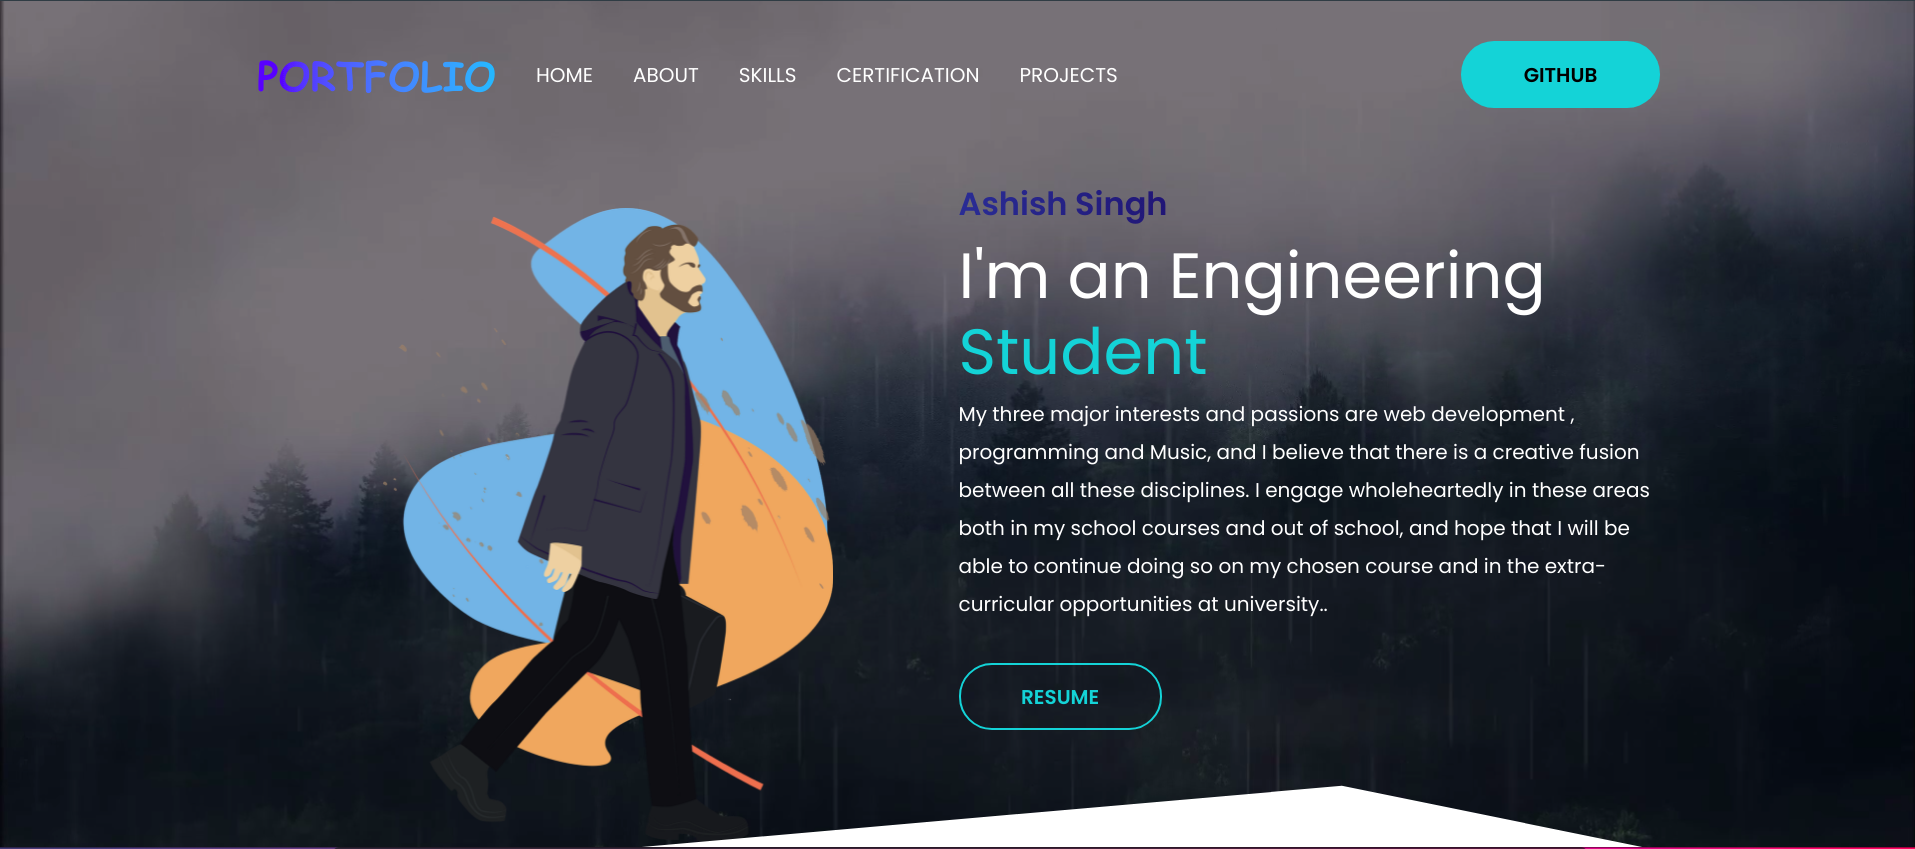 PORTFOLIO HOME ABOUT SKILLS CERTIFICATION PROJECTS GITHUB
Ashish Singh
I'm an Engineering
Student
My three major interests and passions are web development ,
programming and Music, and I believe that there is a creative fusion
between all these disciplines. I engage wholeheartedly in these areas
both in my school courses and out of school, and hope that I will be
able to continue doing so on my chosen course and in the extra-
curricular opportunities at university..
RESUME